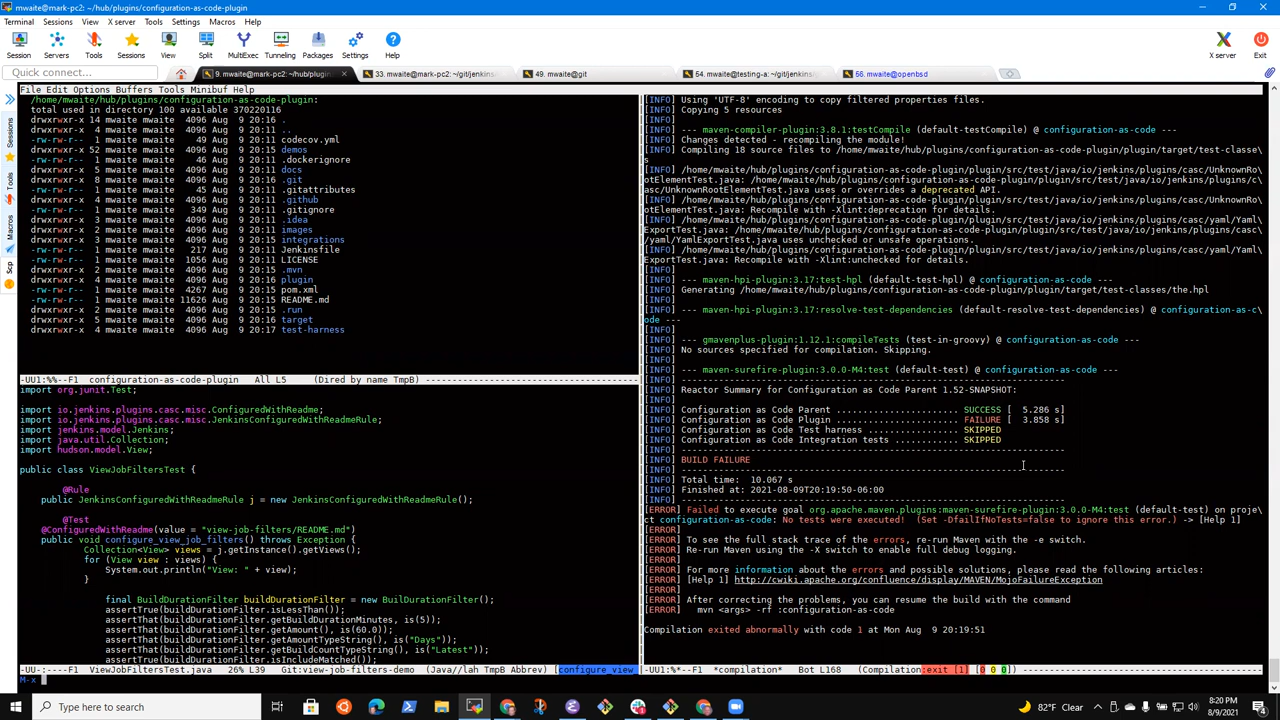 mwaite@mark-pc2:~/hub/plugins/configuration-as-code-plugin
Terminal Sessions View X server Tools Settings Macros Help
Session Servers Tools Sessions View Split MultiExec Tunneling Packages Settings Help X server Exit
Quick connect...
9. mwaite@mark-pc2: ~/hub/plugin
33. mwaite@mark-pc2: ~/git/jenkins-
49. mwaite@git
54. mwaite@testing-a: ~/git/jenkins
56. mwaite@openbsd
Sessions
Tools
Macros
Scp
File Edit Options Buffers Tools Minibuf Help
/home/mwaite/hub/plugins/configuration-as-code-plugin:
total used in directory 100 available 370220116
drwxrwxr-x 14 mwaite mwaite 4096 Aug 9 20:16 .
drwxrwxr-x 4 mwaite mwaite 4096 Aug 9 20:11 ..
-rw-rw-r-- 1 mwaite mwaite 49 Aug 9 20:11 codecov.yml
drwxrwxr-x 52 mwaite mwaite 4096 Aug 9 20:15 demos
-rw-rw-r-- 1 mwaite mwaite 46 Aug 9 20:11 .dockerignore
drwxrwxr-x 4 mwaite mwaite 4096 Aug 9 20:11 docs
drwxrwxr-x 8 mwaite mwaite 4096 Aug 9 20:16 .git
-rw-rw-r-- 1 mwaite mwaite 45 Aug 9 20:11 .gitattributes
drwxrwxr-x 4 mwaite mwaite 4096 Aug 9 20:11 .github
-rw-rw-r-- 1 mwaite mwaite 349 Aug 9 20:11 .gitignore
drwxrwxr-x 3 mwaite mwaite 4096 Aug 9 20:11 .idea
drwxrwxr-x 2 mwaite mwaite 4096 Aug 9 20:11 images
drwxrwxr-x 3 mwaite mwaite 4096 Aug 9 20:15 integrations
-rw-rw-r-- 1 mwaite mwaite 217 Aug 9 20:11 Jenkinsfile
-rw-rw-r-- 1 mwaite mwaite 1056 Aug 9 20:11 LICENSE
drwxrwxr-x 2 mwaite mwaite 4096 Aug 9 20:15 .mvn
drwxrwxr-x 4 mwaite mwaite 4096 Aug 9 20:16 plugin
-rw-rw-r-- 1 mwaite mwaite 4267 Aug 9 20:15 pom.xml
-rw-rw-r-- 1 mwaite mwaite 11626 Aug 9 20:15 README.md
drwxrwxr-x 2 mwaite mwaite 4096 Aug 9 20:15 .run
drwxrwxr-x 5 mwaite mwaite 4096 Aug 9 20:16 target
drwxrwxr-x 4 mwaite mwaite 4096 Aug 9 20:17 test-harness
-UU1:%%--F1 configuration-as-code-plugin All L5 (Dired by name TmpB)
import org.junit.Test;
import io.jenkins.plugins.casc.misc.ConfiguredWithReadme;
import io.jenkins.plugins.casc.misc.JenkinsConfiguredWithReadmeRule;
import jenkins.model.Jenkins;
import java.util.Collection;
import hudson.model.View;
public class ViewJobFiltersTest {
@Rule
public JenkinsConfiguredWithReadmeRule j = new JenkinsConfiguredWithReadmeRule();
@Test
@ConfiguredWithReadme(value = "view-job-filters/README.md")
public void configure_view_job_filters() throws Exception {
Collection<View> views = j.getInstance().getViews();
for (View view : views) {
System.out.println("View: " + view);
}
final BuildDurationFilter buildDurationFilter = new BuilDurationFilter();
assertTrue(buildDurationFilter.isLessThan());
assertThat(buildDurationFilter.getBuildDurationMinutes, is(5));
assertThat(buildDurationFilter.getAmount(), is(60.0));
assertThat(buildDurationFilter.getAmountTypeString(), is("Days"));
assertThat(buildDurationFilter.getBuildCountTypeString(), is("Latest"));
assertTrue(buildDurationFilter.isIncludeMatched());
-UU-:----F1 ViewJobFiltersTest.java 26% L39 Git:view-job-filters-demo (Java//lah TmpB Abbrev) [configure_view
M-x
[INFO] Using 'UTF-8' encoding to copy filtered properties files.
[INFO] Copying 5 resources
[INFO]
[INFO] --- maven-compiler-plugin:3.8.1:testCompile (default-testCompile) @ configuration-as-code ---
[INFO] Changes detected - recompiling the module!
[INFO] Compiling 18 source files to /home/mwaite/hub/plugins/configuration-as-code-plugin/plugin/target/test-classe\
s
[INFO] /home/mwaite/hub/plugins/configuration-as-code-plugin/plugin/src/test/java/io/jenkins/plugins/casc/UnknownRo\
otElementTest.java: /home/mwaite/hub/plugins/configuration-as-code-plugin/plugin/src/test/java/io/jenkins/plugins/c\
asc/UnknownRootElementTest.java uses or overrides a deprecated API.
[INFO] /home/mwaite/hub/plugins/configuration-as-code-plugin/plugin/src/test/java/io/jenkins/plugins/casc/UnknownRo\
otElementTest.java: Recompile with -Xlint:deprecation for details.
[INFO] /home/mwaite/hub/plugins/configuration-as-code-plugin/plugin/src/test/java/io/jenkins/plugins/casc/yaml/Yaml\
ExportTest.java: /home/mwaite/hub/plugins/configuration-as-code-plugin/plugin/src/test/java/io/jenkins/plugins/casc\
/yaml/YamlExportTest.java uses unchecked or unsafe operations.
[INFO] /home/mwaite/hub/plugins/configuration-as-code-plugin/plugin/src/test/java/io/jenkins/plugins/casc/yaml/Yaml\
ExportTest.java: Recompile with -Xlint:unchecked for details.
[INFO]
[INFO] --- maven-hpi-plugin:3.17:test-hpl (default-test-hpl) @ configuration-as-code ---
[INFO] Generating /home/mwaite/hub/plugins/configuration-as-code-plugin/plugin/target/test-classes/the.hpl
[INFO]
[INFO] --- maven-hpi-plugin:3.17:resolve-test-dependencies (default-resolve-test-dependencies) @ configuration-as-c\
ode ---
[INFO]
[INFO] --- gmavenplus-plugin:1.12.1:compileTests (test-in-groovy) @ configuration-as-code ---
[INFO] No sources specified for compilation. Skipping.
[INFO]
[INFO] --- maven-surefire-plugin:3.0.0-M4:test (default-test) @ configuration-as-code ---
[INFO] ------------------------------------------------------------------------
[INFO] Reactor Summary for Configuration as Code Parent 1.52-SNAPSHOT:
[INFO]
[INFO] Configuration as Code Parent ....................... SUCCESS [ 5.286 s]
[INFO] Configuration as Code Plugin ....................... FAILURE [ 3.858 s]
[INFO] Configuration as Code Test harness ................. SKIPPED
[INFO] Configuration as Code Integration tests ............ SKIPPED
[INFO] ------------------------------------------------------------------------
[INFO] BUILD FAILURE
[INFO] ------------------------------------------------------------------------
[INFO] Total time: 10.067 s
[INFO] Finished at: 2021-08-09T20:19:50-06:00
[INFO] ------------------------------------------------------------------------
[ERROR] Failed to execute goal org.apache.maven.plugins:maven-surefire-plugin:3.0.0-M4:test (default-test) on proje\
ct configuration-as-code: No tests were executed! (Set -DfailIfNoTests=false to ignore this error.) -> [Help 1]
[ERROR]
[ERROR] To see the full stack trace of the errors, re-run Maven with the -e switch.
[ERROR] Re-run Maven using the -X switch to enable full debug logging.
[ERROR]
[ERROR] For more information about the errors and possible solutions, please read the following articles:
[ERROR] [Help 1] http://cwiki.apache.org/confluence/display/MAVEN/MojoFailureException
[ERROR]
[ERROR] After correcting the problems, you can resume the build with the command
[ERROR] mvn <args> -rf :configuration-as-code
Compilation exited abnormally with code 1 at Mon Aug 9 20:19:51
-UU1:%*--F1 *compilation* Bot L168 (Compilation:exit [1] [0 0 0])
Type here to search
82°F Clear
8:20 PM
8/9/2021